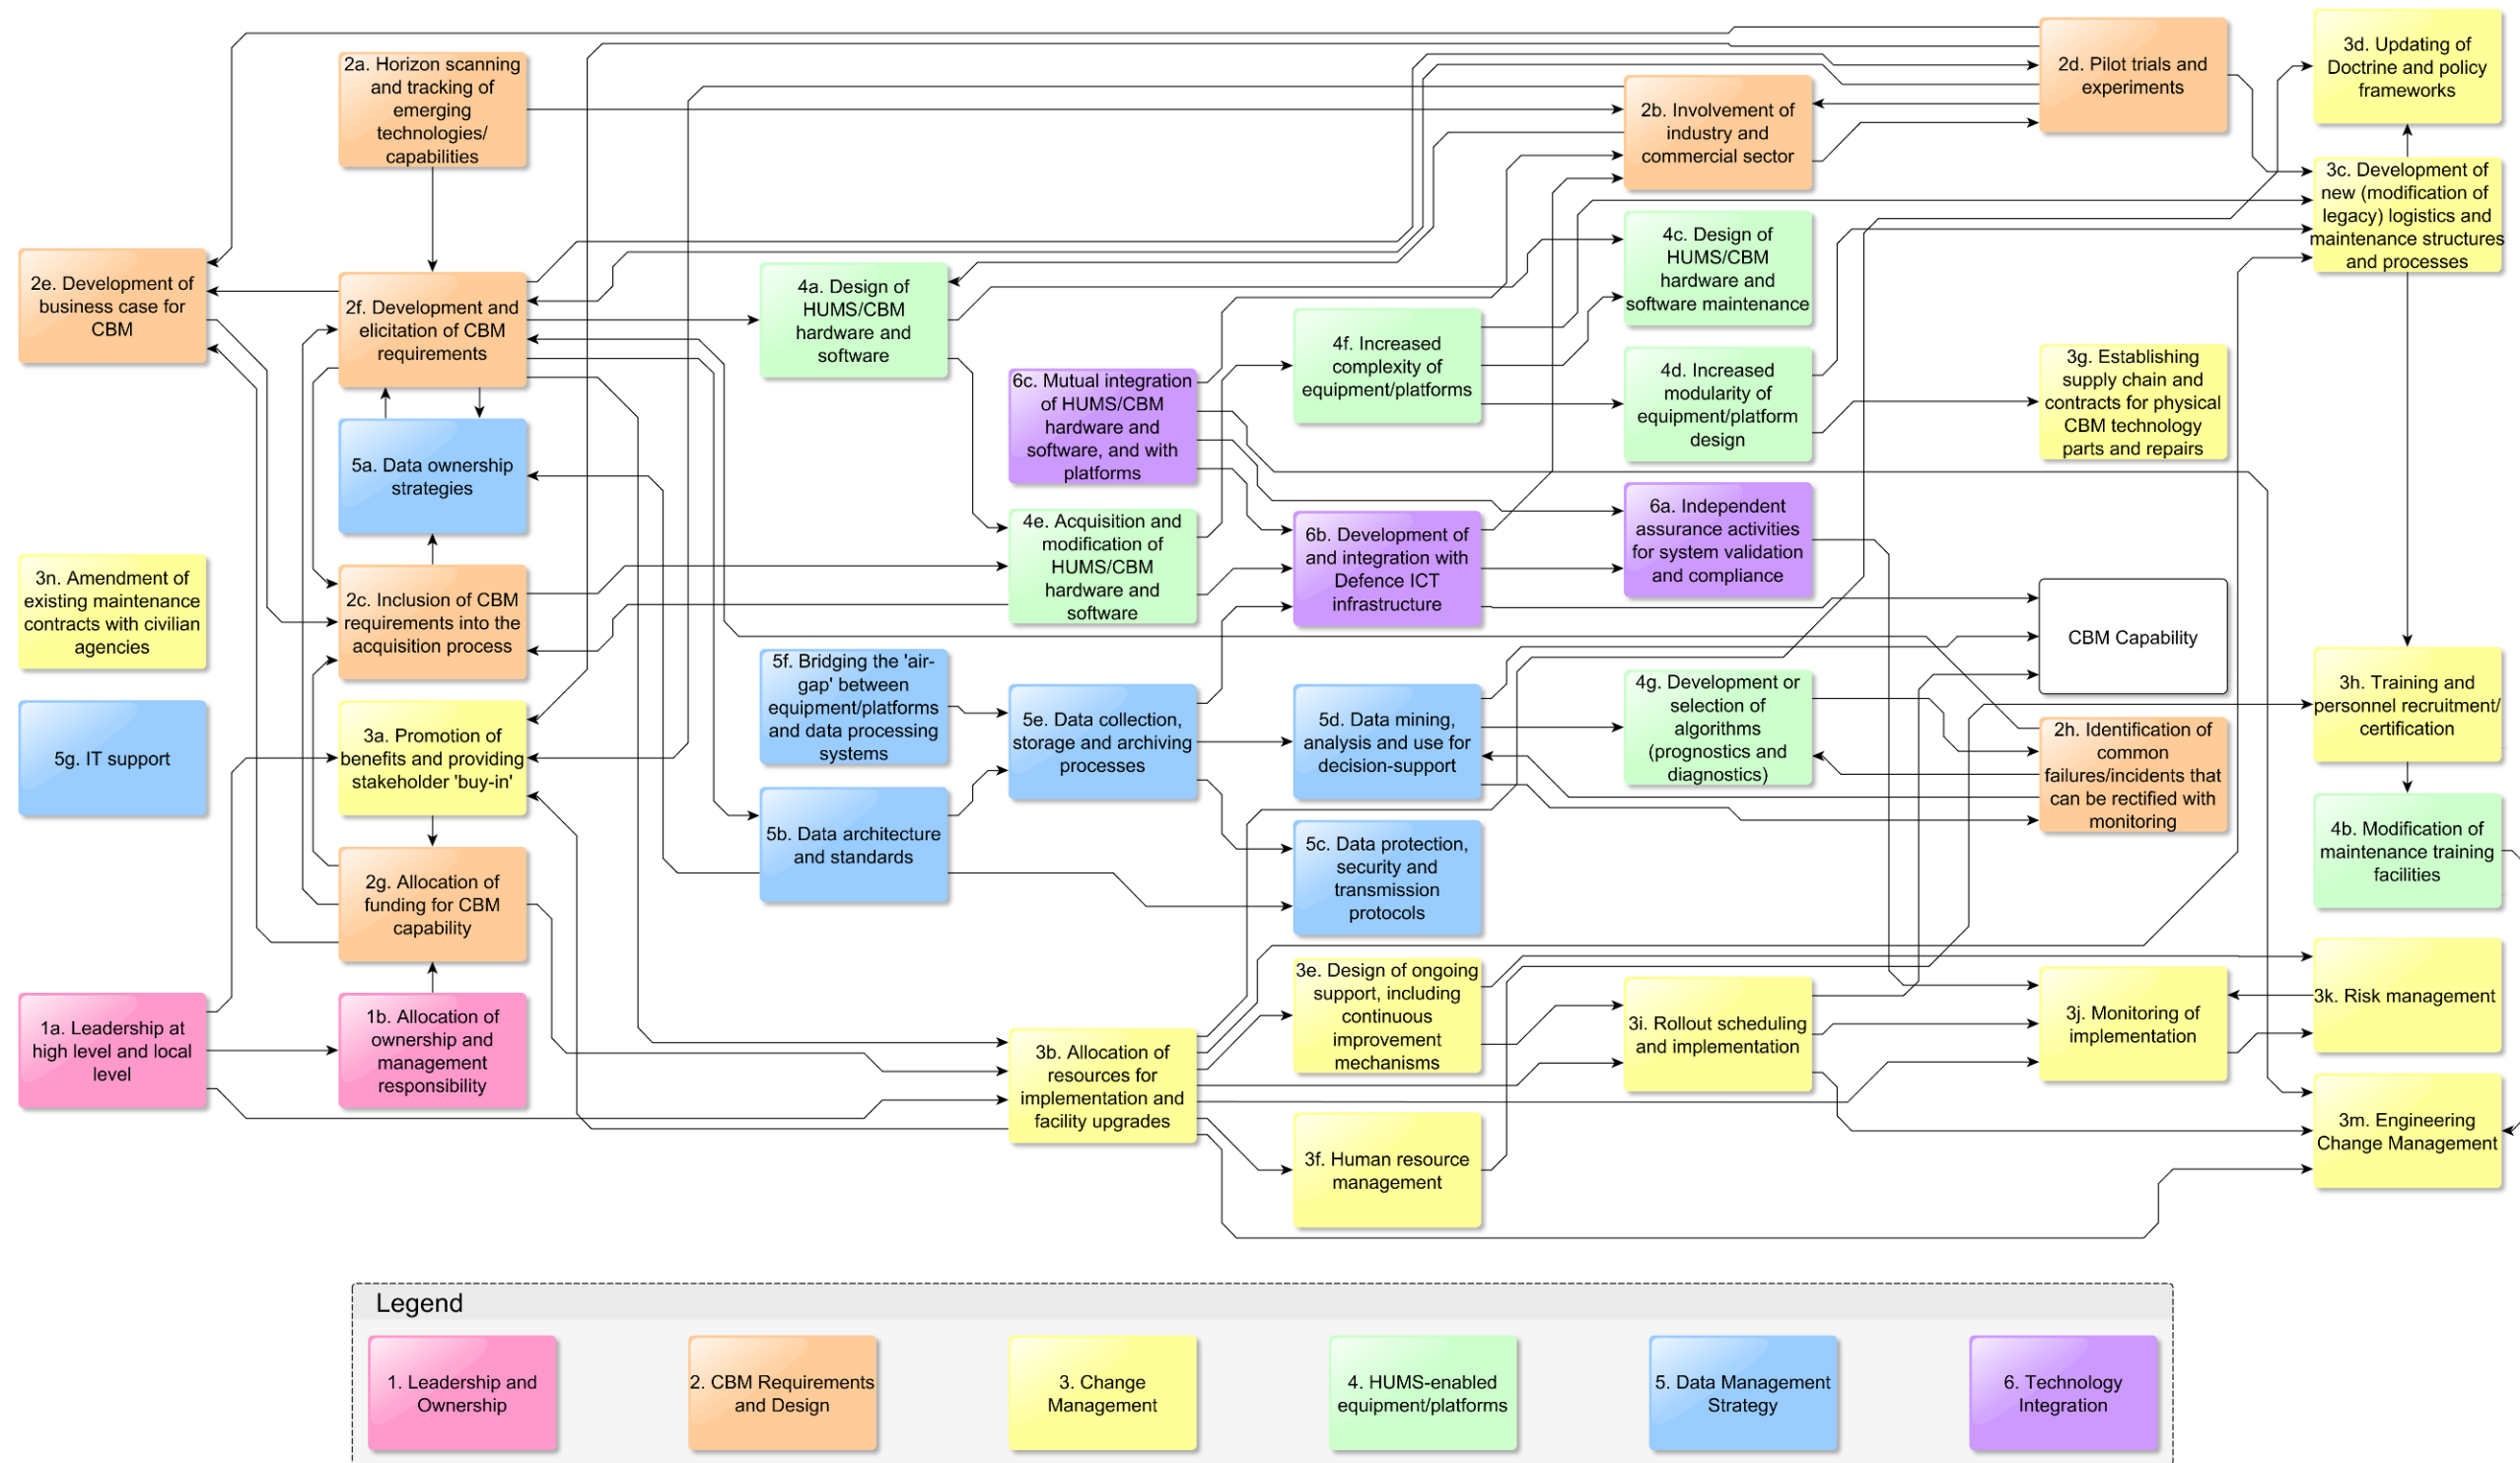 2a. Horizon scanning
and tracking of
emerging
technologies/
capabilities
2b. Involvement of
industry and
commercial sector
2d. Pilot trials and
experiments
3d. Updating of
Doctrine and policy
frameworks
3c. Development of
new (modification of
legacy) logistics and
maintenance structures
and processes
2e. Development of
business case for
CBM
2f. Development and
elicitation of CBM
requirements
4a. Design of
HUMS/CBM
hardware and
software
4c. Design of
HUMS/CBM
hardware and
software maintenance
4f. Increased
complexity of
equipment/platforms
4d. Increased
modularity of
equipment/platform
design
3g. Establishing
supply chain and
contracts for physical
CBM technology
parts and repairs
6c. Mutual integration
of HUMS/CBM
hardware and
software, and with
platforms
5a. Data ownership
strategies
4e. Acquisition and
modification of
HUMS/CBM
hardware and
software
6b. Development of
and integration with
Defence ICT
infrastructure
6a. Independent
assurance activities
for system validation
and compliance
3n. Amendment of
existing maintenance
contracts with civilian
agencies
2c. Inclusion of CBM
requirements into the
acquisition process
CBM Capability
5g. IT support
3a. Promotion of
benefits and providing
stakeholder 'buy-in'
5f. Bridging the 'air-
gap' between
equipment/platforms
and data processing
systems
5e. Data collection,
storage and archiving
processes
5d. Data mining,
analysis and use for
decision-support
4g. Development or
selection of
algorithms
(prognostics and
diagnostics)
2h. Identification of
common
failures/incidents that
can be rectified with
monitoring
3h. Training and
personnel recruitment/
certification
5b. Data architecture
and standards
5c. Data protection,
security and
transmission
protocols
4b. Modification of
maintenance training
facilities
2g. Allocation of
funding for CBM
capability
1a. Leadership at
high level and local
level
1b. Allocation of
ownership and
management
responsibility
3b. Allocation of
resources for
implementation and
facility upgrades
3e. Design of ongoing
support, including
continuous
improvement
mechanisms
3i. Rollout scheduling
and implementation
3j. Monitoring of
implementation
3k. Risk management
3f. Human resource
management
3m. Engineering
Change Management
Legend
1. Leadership and
Ownership
2. CBM Requirements
and Design
3. Change
Management
4. HUMS-enabled
equipment/platforms
5. Data Management
Strategy
6. Technology
Integration